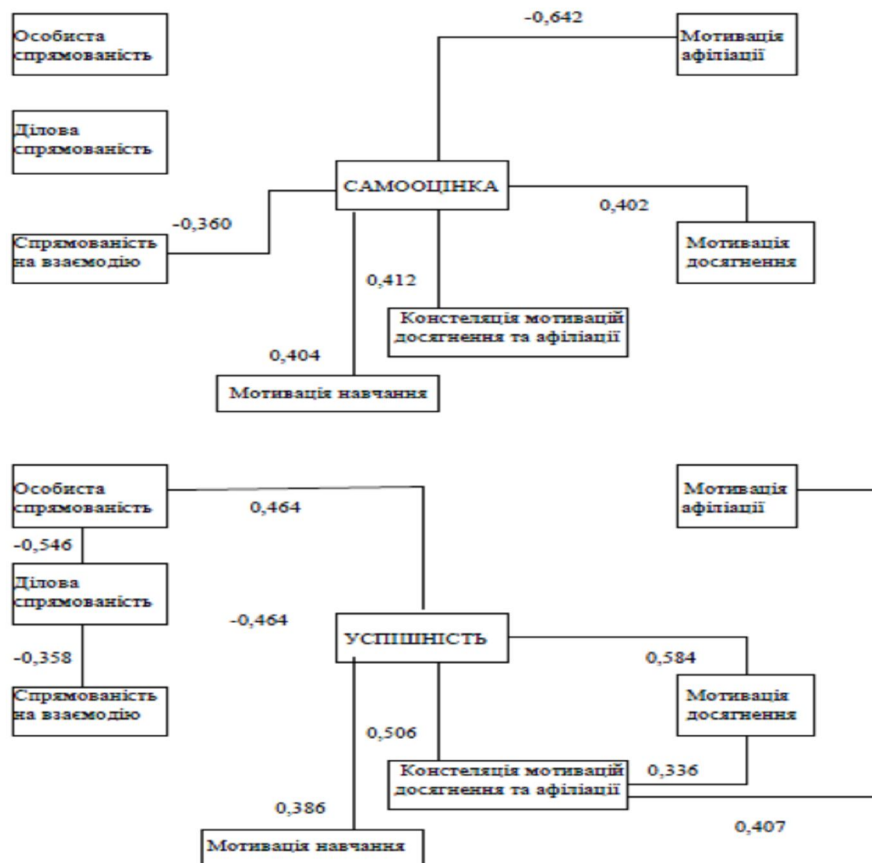 -0,642
Особиста
спрямованість
Мотивація
афіліації
Ділова
спрямованість
САМООЦІНКА
0,402
-0,360
Спрямованість
на взаємодію
Мотивація
досягнення
0,412
Констеляція мотивацій
досягнення та афіліації
0,404
Мотивація навчання
Особиста
спрямованість
0,464
Мотивація
афіліації
-0,546
Ділова
спрямованість
-0,464
УСПІШНІСТЬ
0,584
-0,358
Спрямованість
на взаємодію
Мотивація
досягнення
0,506
Констеляція мотивацій
досягнення та афіліації
0,336
0,386
0,407
Мотивація навчання